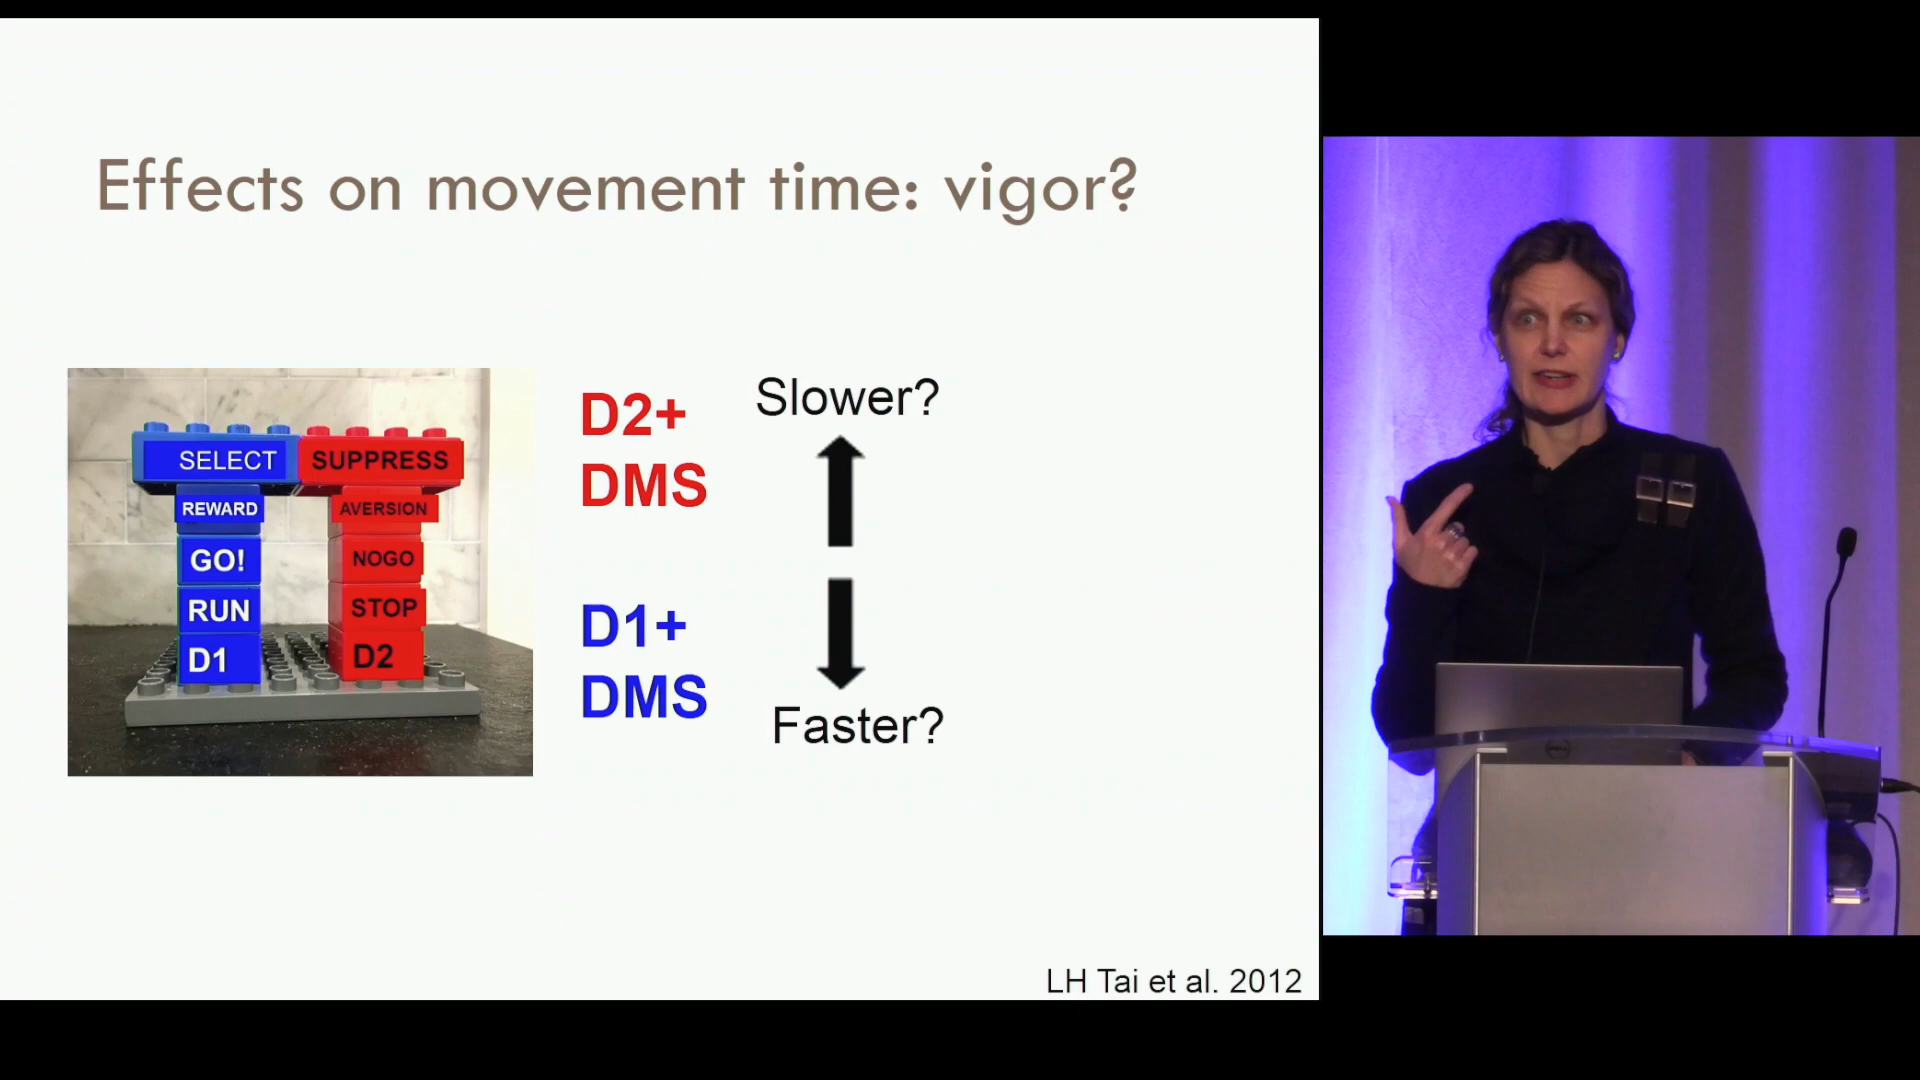 Effects on movement time: vigor?
SELECT
SUPPRESS
REWARD
AVERSION
GO!
NOGO
RUN
STOP
D1
D2
D2+
DMS
Slower?
D1+
DMS
Faster?
LH Tai et al. 2012